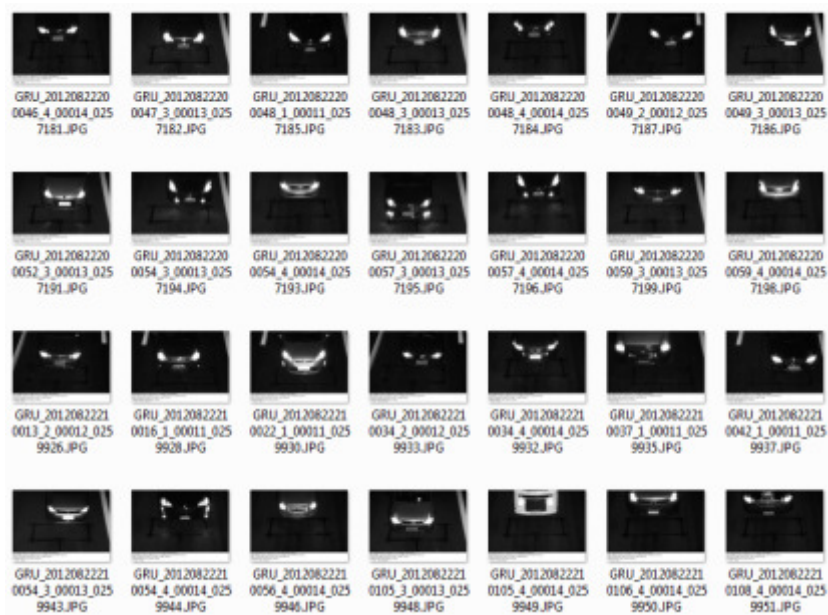 GRU_2012082220
0046_4_00014_025
7181.JPG
GRU_2012082220
0047_3_00013_025
7182.JPG
GRU_2012082220
0048_1_00011_025
7185.JPG
GRU_2012082220
0048_3_00013_025
7183.JPG
GRU_2012082220
0048_4_00014_025
7184.JPG
GRU_2012082220
0049_2_00012_025
7187.JPG
GRU_2012082220
0049_3_00013_025
7186.JPG
GRU_2012082220
0052_3_00013_025
7191.JPG
GRU_2012082220
0054_3_00013_025
7194.JPG
GRU_2012082220
0054_4_00014_025
7193.JPG
GRU_2012082220
0057_3_00013_025
7195.JPG
GRU_2012082220
0057_4_00014_025
7196.JPG
GRU_2012082220
0059_3_00013_025
7199.JPG
GRU_2012082220
0059_4_00014_025
7198.JPG
GRU_2012082221
0013_2_00012_025
9926.JPG
GRU_2012082221
0016_1_00011_025
9928.JPG
GRU_2012082221
0022_1_00011_025
9930.JPG
GRU_2012082221
0034_2_00012_025
9933.JPG
GRU_2012082221
0034_4_00014_025
9932.JPG
GRU_2012082221
0037_1_00011_025
9935.JPG
GRU_2012082221
0042_1_00011_025
9937.JPG
GRU_2012082221
0054_3_00013_025
9943.JPG
GRU_2012082221
0054_4_00014_025
9944.JPG
GRU_2012082221
0056_4_00014_025
9946.JPG
GRU_2012082221
0105_3_00013_025
9948.JPG
GRU_2012082221
0105_4_00014_025
9949.JPG
GRU_2012082221
0106_4_00014_025
9950.JPG
GRU_2012082221
0108_4_00014_025
9951.JPG